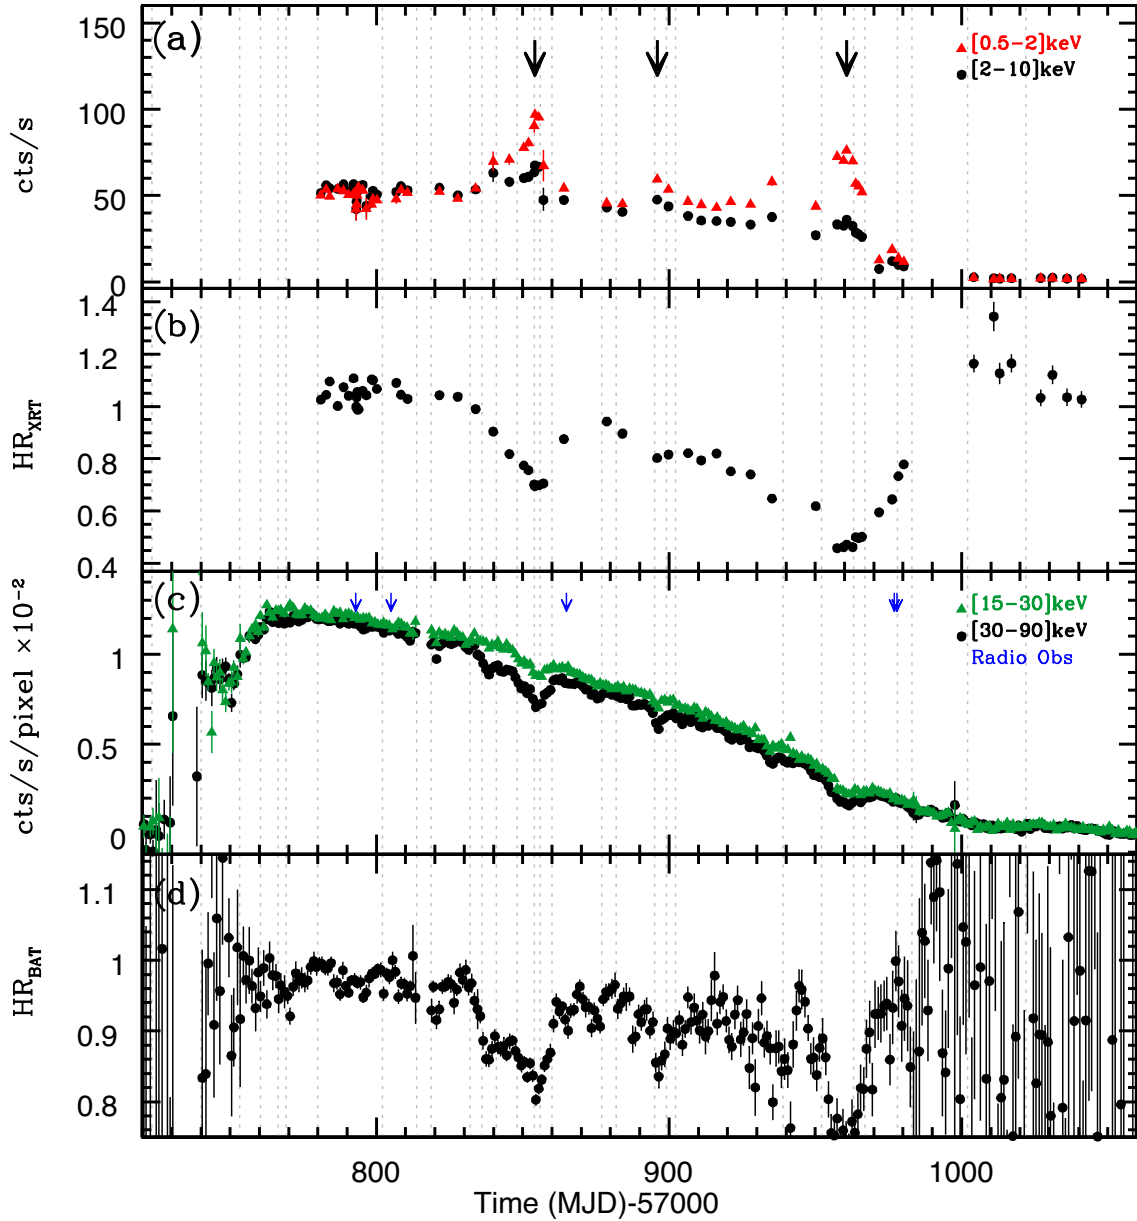 (a)
[0.5-2]keV
[2-10]keV
150
100
50
0
cts/s
(b)
1.4
1.2
1
0.8
0.6
0.4
HR_XRT
(c)
[15-30]keV
[30-90]keV
Radio Obs
1
0.5
0
cts/s/pixel ×10⁻²
(d)
1.1
1
0.9
0.8
HR_BAT
800
900
1000
Time (MJD)-57000